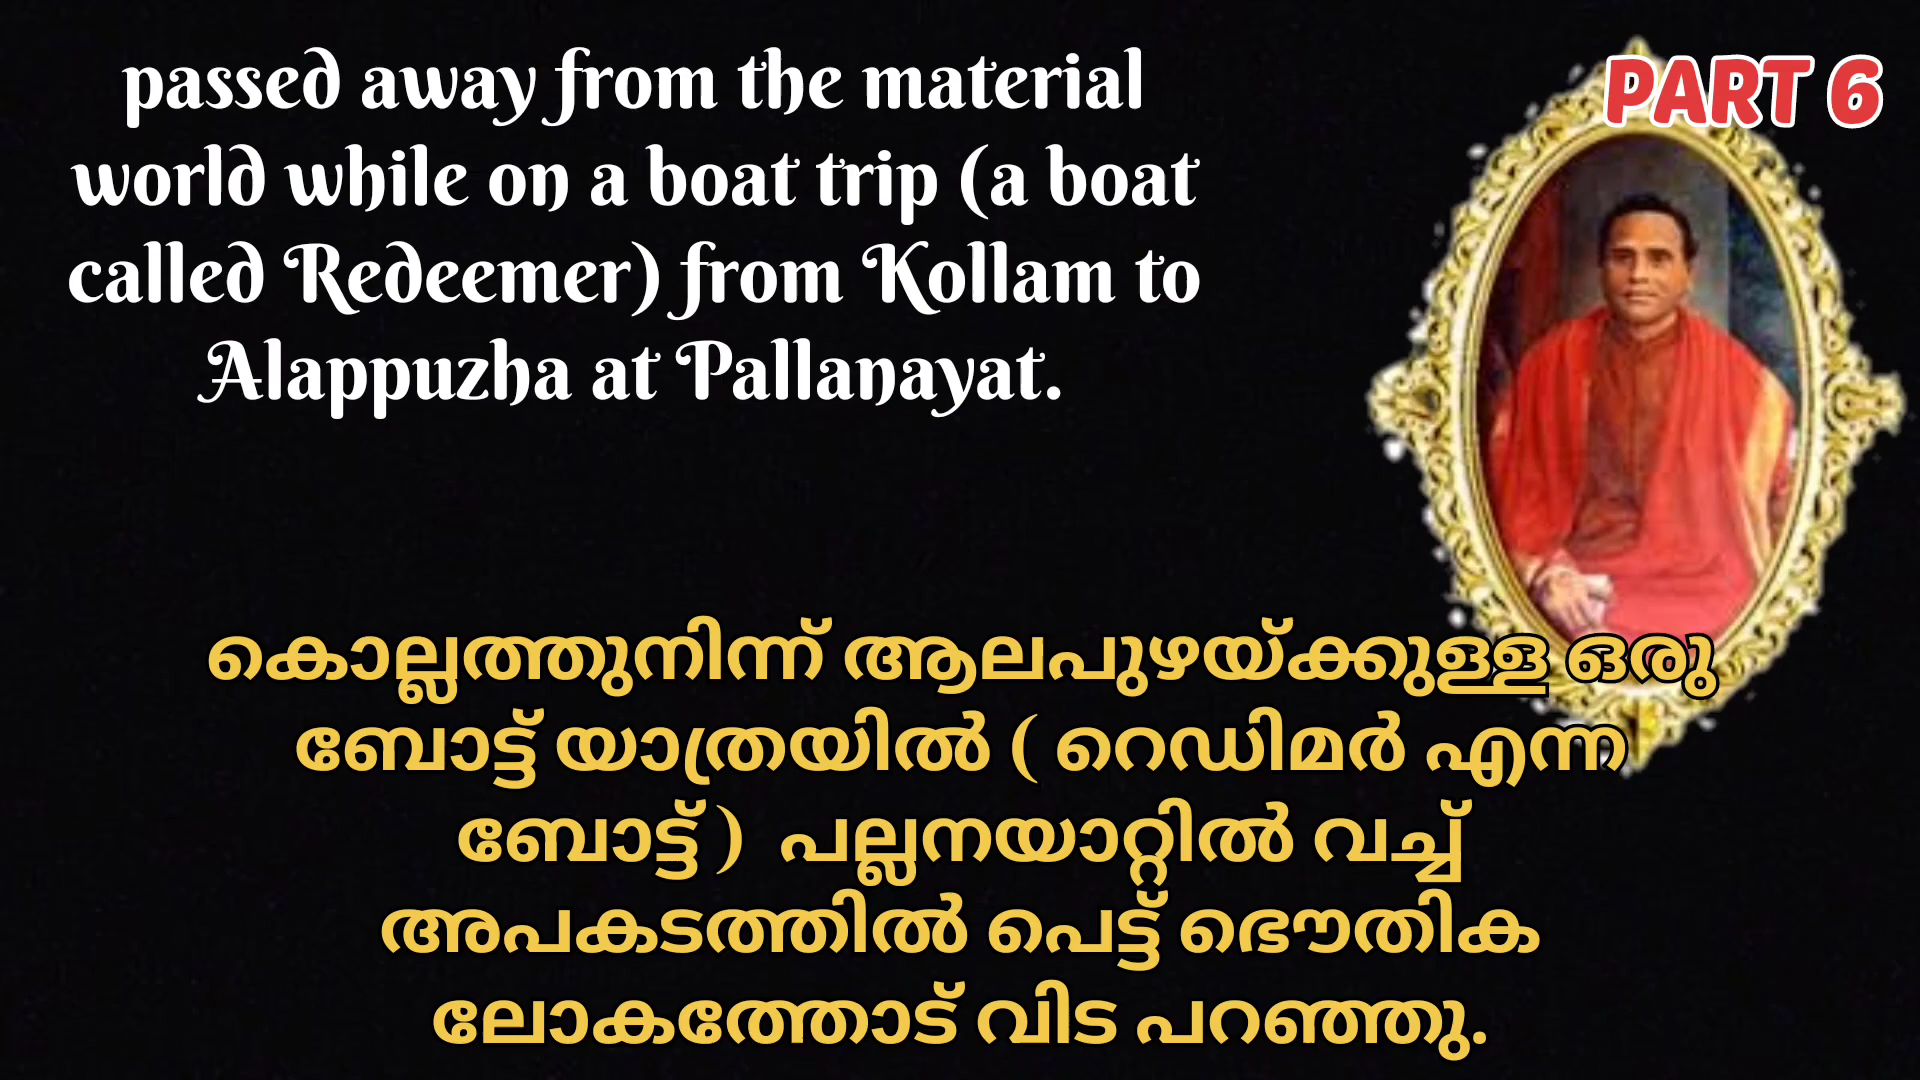 PART 6
passed away from the material
world while on a boat trip (a boat
called Redeemer) from Kollam to
Alappuzha at Pallanayat.
കൊല്ലത്തുനിന്ന് ആലപുഴയ്ക്കുള്ള ഒരു
ബോട്ട് യാത്രയിൽ ( റെഡിമർ എന്ന
ബോട്ട് ) പല്ലനയാറ്റിൽ വച്ച്
അപകടത്തിൽ പെട്ട് ഭൌതിക
ലോകത്തോട് വിട പറഞ്ഞു.